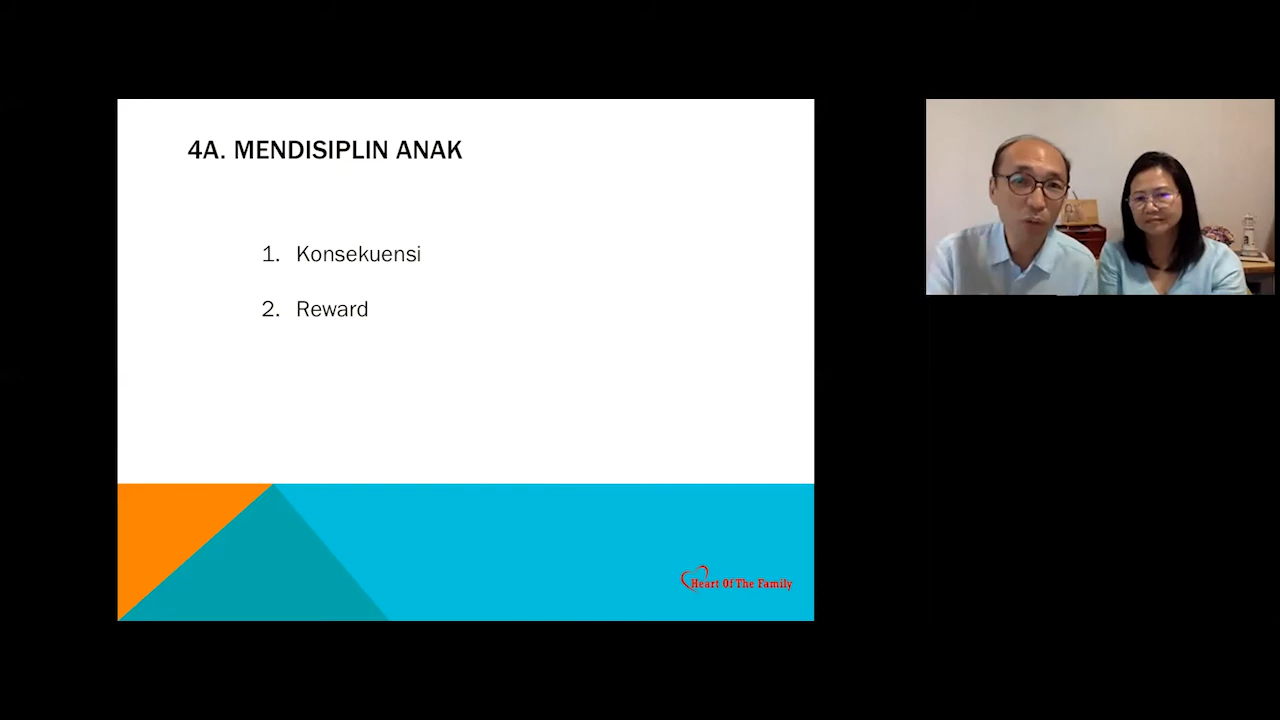 4A. MENDISIPLIN ANAK
1. Konsekuensi
2. Reward
Heart Of The Family